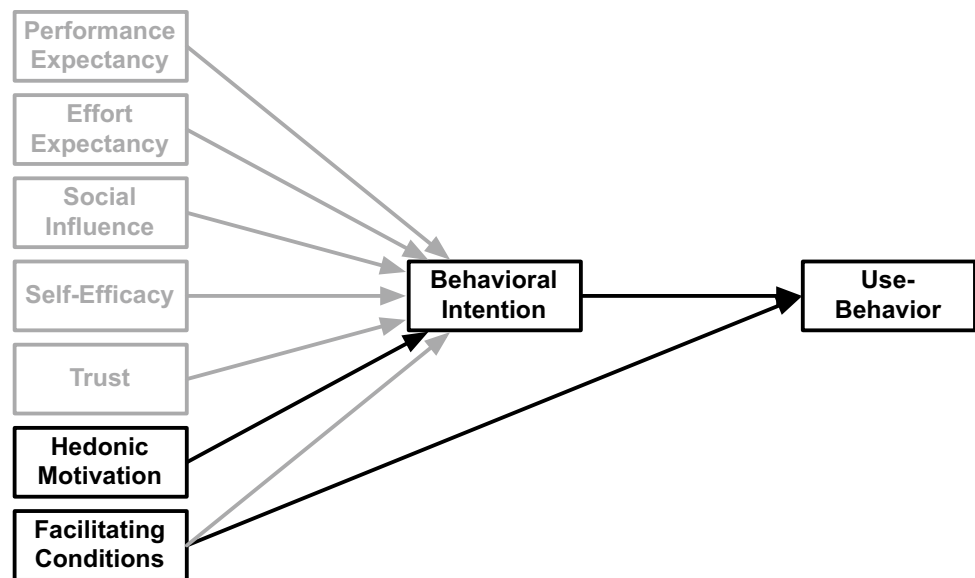 Performance
Expectancy
Effort
Expectancy
Social
Influence
Self-Efficacy
Trust
Hedonic
Motivation
Facilitating
Conditions
Behavioral
Intention
Use-
Behavior